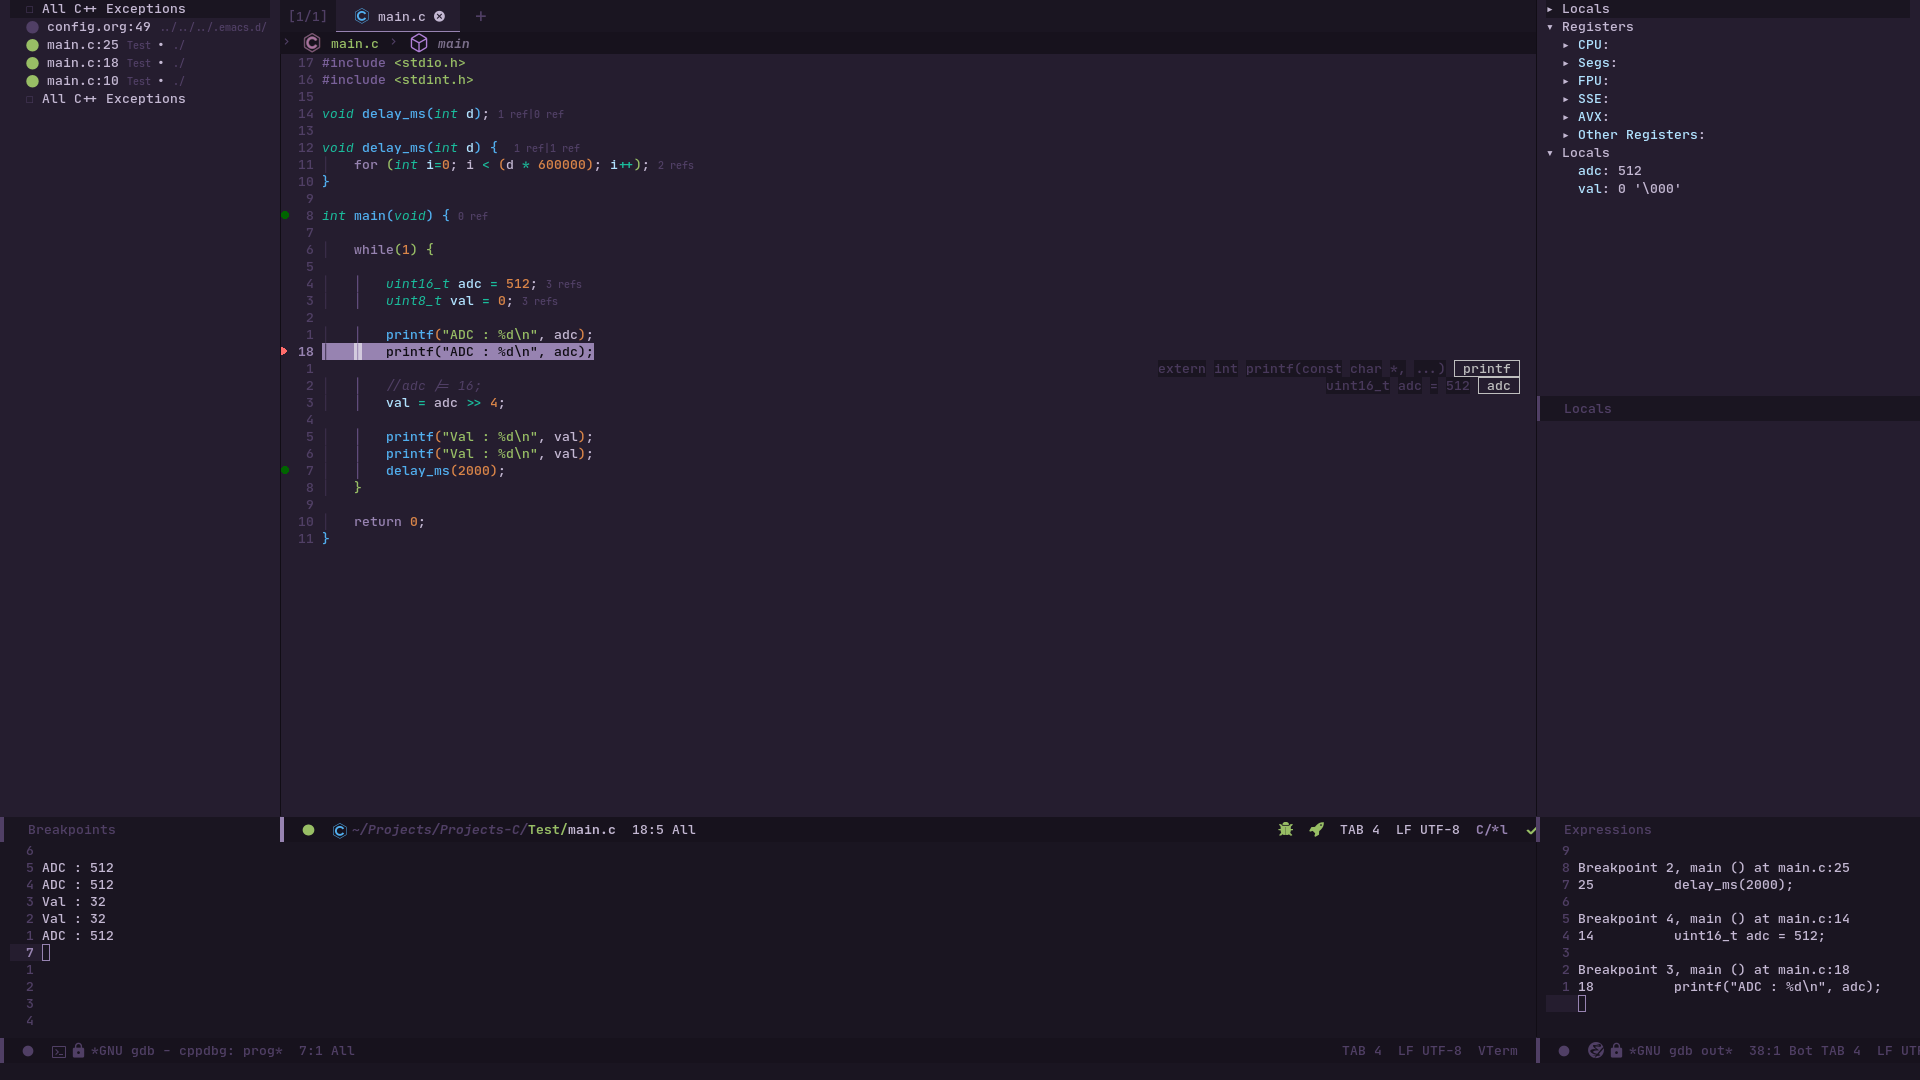 All C++ Exceptions
config.org:49 ../../../.emacs.d/
main.c:25 Test • ./
main.c:18 Test • ./
main.c:10 Test • ./
All C++ Exceptions
[1/1] main.c +
› main.c › main
17 #include <stdio.h>
16 #include <stdint.h>
15
14 void delay_ms(int d); 1 ref|0 ref
13
12 void delay_ms(int d) { 1 ref|1 ref
11 for (int i=0; i < (d * 600000); i++); 2 refs
10 }
9
8 int main(void) { 0 ref
7
6 while(1) {
5
4 uint16_t adc = 512; 3 refs
3 uint8_t val = 0; 3 refs
2
1 printf("ADC : %d\n", adc);
18 printf("ADC : %d\n", adc);
1 extern int printf(const char *, ...) printf
2 //adc /= 16; uint16_t adc = 512 adc
3 val = adc >> 4;
4
5 printf("Val : %d\n", val);
6 printf("Val : %d\n", val);
7 delay_ms(2000);
8 }
9
10 return 0;
11 }
▸ Locals
▾ Registers
▸ CPU:
▸ Segs:
▸ FPU:
▸ SSE:
▸ AVX:
▸ Other Registers:
▾ Locals
adc: 512
val: 0 '\000'
Locals
Breakpoints
~/Projects/Projects-C/Test/main.c 18:5 All TAB 4 LF UTF-8 C/*l
Expressions
6
5 ADC : 512
4 ADC : 512
3 Val : 32
2 Val : 32
1 ADC : 512
7
1
2
3
4
9
8 Breakpoint 2, main () at main.c:25
7 25 delay_ms(2000);
6
5 Breakpoint 4, main () at main.c:14
4 14 uint16_t adc = 512;
3
2 Breakpoint 3, main () at main.c:18
1 18 printf("ADC : %d\n", adc);
*GNU gdb - cppdbg: prog* 7:1 All TAB 4 LF UTF-8 VTerm
*GNU gdb out* 38:1 Bot TAB 4 LF UTF